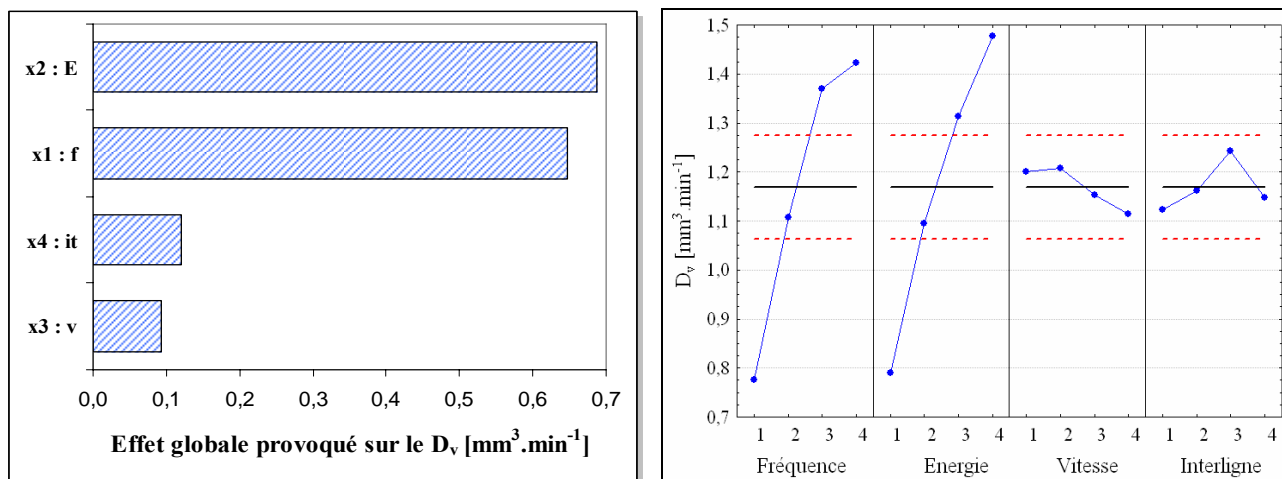 x2 : E
x1 : f
x4 : it
x3 : v
0,0 0,1 0,2 0,3 0,4 0,5 0,6 0,7
Effet globale provoqué sur le Dv [mm³.min⁻¹]
Dv [mm³.min⁻¹]
1,5
1,4
1,3
1,2
1,1
1,0
0,9
0,8
0,7
1 2 3 4 1 2 3 4 1 2 3 4 1 2 3 4
Fréquence Energie Vitesse Interligne